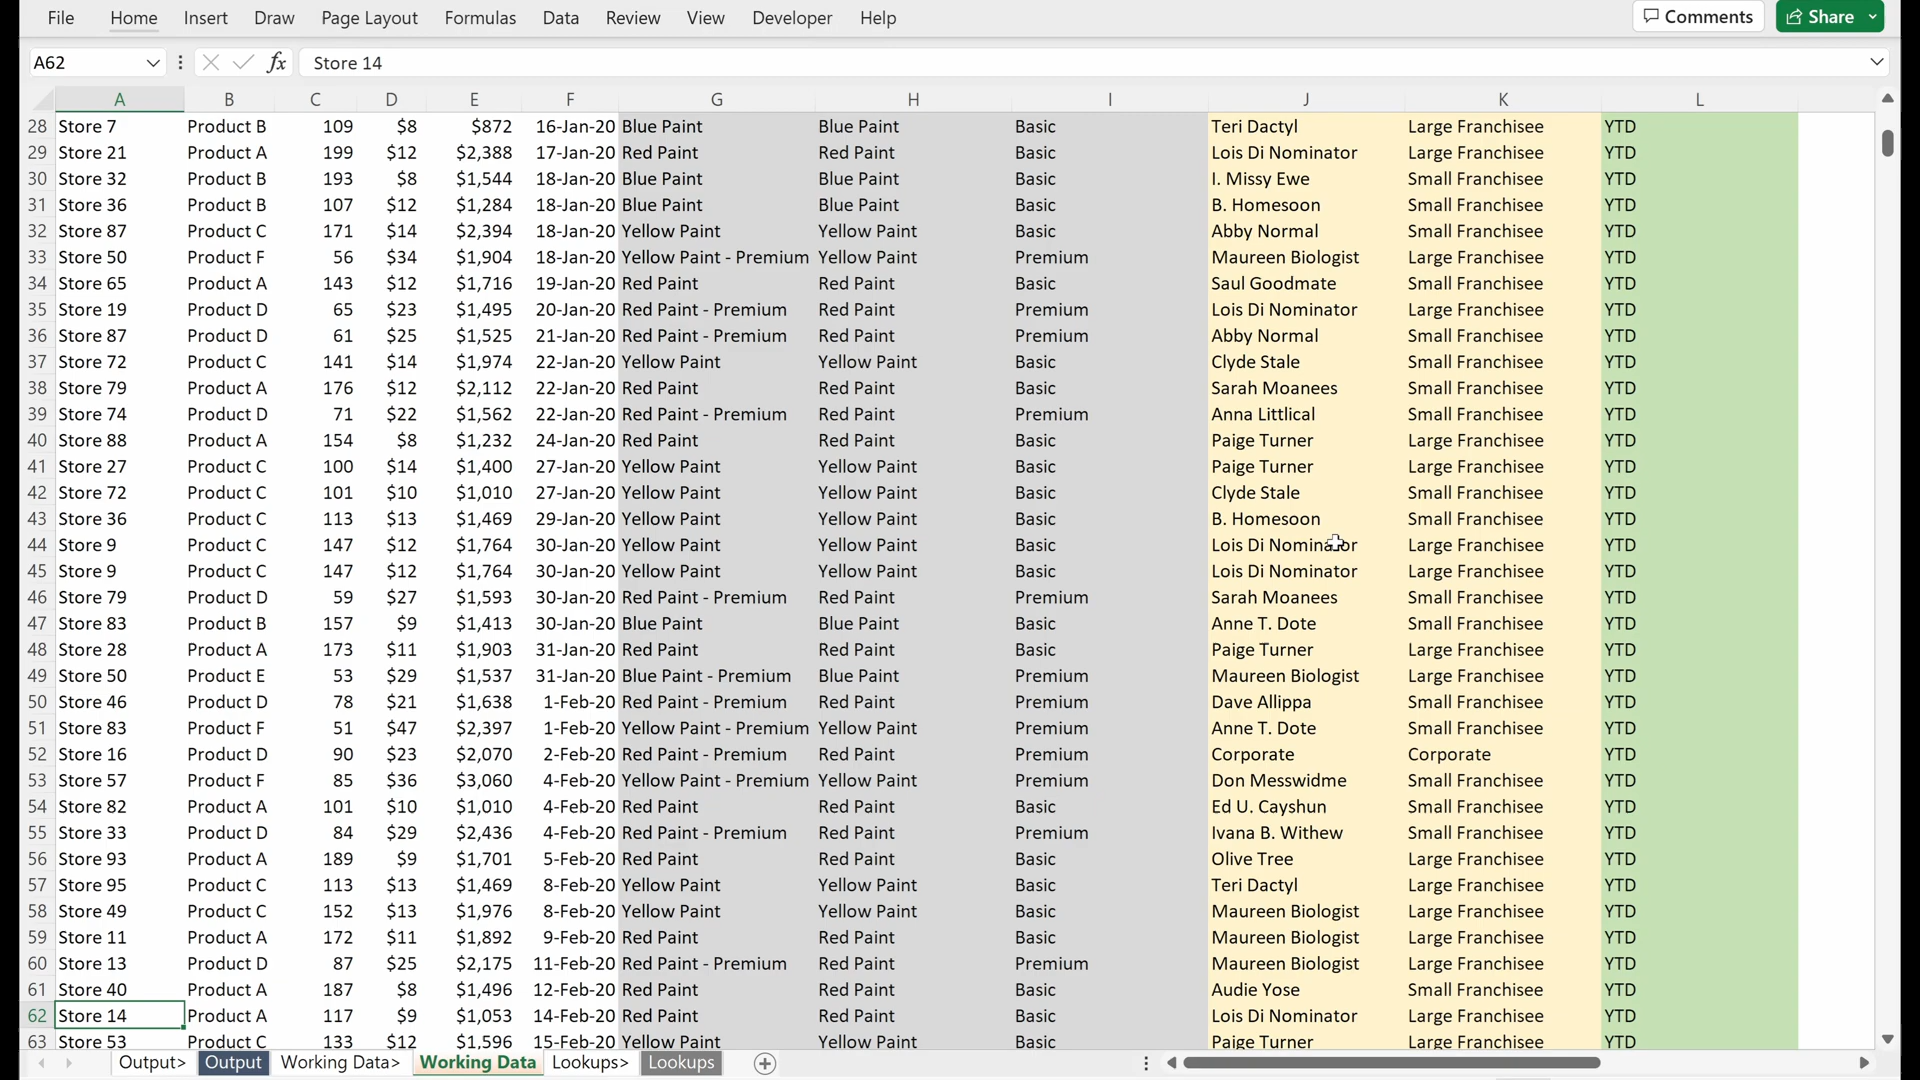 File Home Insert Draw Page Layout Formulas Data Review View Developer Help Comments Share
A62 fx Store 14
A B C D E F G H I J K L
28 Store 7 Product B 109 $8 $872 16-Jan-20 Blue Paint Blue Paint Basic Teri Dactyl Large Franchisee YTD
29 Store 21 Product A 199 $12 $2,388 17-Jan-20 Red Paint Red Paint Basic Lois Di Nominator Large Franchisee YTD
30 Store 32 Product B 193 $8 $1,544 18-Jan-20 Blue Paint Blue Paint Basic I. Missy Ewe Small Franchisee YTD
31 Store 36 Product B 107 $12 $1,284 18-Jan-20 Blue Paint Blue Paint Basic B. Homesoon Small Franchisee YTD
32 Store 87 Product C 171 $14 $2,394 18-Jan-20 Yellow Paint Yellow Paint Basic Abby Normal Small Franchisee YTD
33 Store 50 Product F 56 $34 $1,904 18-Jan-20 Yellow Paint - Premium Yellow Paint Premium Maureen Biologist Large Franchisee YTD
34 Store 65 Product A 143 $12 $1,716 19-Jan-20 Red Paint Red Paint Basic Saul Goodmate Small Franchisee YTD
35 Store 19 Product D 65 $23 $1,495 20-Jan-20 Red Paint - Premium Red Paint Premium Lois Di Nominator Large Franchisee YTD
36 Store 87 Product D 61 $25 $1,525 21-Jan-20 Red Paint - Premium Red Paint Premium Abby Normal Small Franchisee YTD
37 Store 72 Product C 141 $14 $1,974 22-Jan-20 Yellow Paint Yellow Paint Basic Clyde Stale Small Franchisee YTD
38 Store 79 Product A 176 $12 $2,112 22-Jan-20 Red Paint Red Paint Basic Sarah Moanees Small Franchisee YTD
39 Store 74 Product D 71 $22 $1,562 22-Jan-20 Red Paint - Premium Red Paint Premium Anna Littlical Small Franchisee YTD
40 Store 88 Product A 154 $8 $1,232 24-Jan-20 Red Paint Red Paint Basic Paige Turner Large Franchisee YTD
41 Store 27 Product C 100 $14 $1,400 27-Jan-20 Yellow Paint Yellow Paint Basic Paige Turner Large Franchisee YTD
42 Store 72 Product C 101 $10 $1,010 27-Jan-20 Yellow Paint Yellow Paint Basic Clyde Stale Small Franchisee YTD
43 Store 36 Product C 113 $13 $1,469 29-Jan-20 Yellow Paint Yellow Paint Basic B. Homesoon Small Franchisee YTD
44 Store 9 Product C 147 $12 $1,764 30-Jan-20 Yellow Paint Yellow Paint Basic Lois Di Nominator Large Franchisee YTD
45 Store 9 Product C 147 $12 $1,764 30-Jan-20 Yellow Paint Yellow Paint Basic Lois Di Nominator Large Franchisee YTD
46 Store 79 Product D 59 $27 $1,593 30-Jan-20 Red Paint - Premium Red Paint Premium Sarah Moanees Small Franchisee YTD
47 Store 83 Product B 157 $9 $1,413 30-Jan-20 Blue Paint Blue Paint Basic Anne T. Dote Small Franchisee YTD
48 Store 28 Product A 173 $11 $1,903 31-Jan-20 Red Paint Red Paint Basic Paige Turner Large Franchisee YTD
49 Store 50 Product E 53 $29 $1,537 31-Jan-20 Blue Paint - Premium Blue Paint Premium Maureen Biologist Large Franchisee YTD
50 Store 46 Product D 78 $21 $1,638 1-Feb-20 Red Paint - Premium Red Paint Premium Dave Allippa Small Franchisee YTD
51 Store 83 Product F 51 $47 $2,397 1-Feb-20 Yellow Paint - Premium Yellow Paint Premium Anne T. Dote Small Franchisee YTD
52 Store 16 Product D 90 $23 $2,070 2-Feb-20 Red Paint - Premium Red Paint Premium Corporate Corporate YTD
53 Store 57 Product F 85 $36 $3,060 4-Feb-20 Yellow Paint - Premium Yellow Paint Premium Don Messwidme Small Franchisee YTD
54 Store 82 Product A 101 $10 $1,010 4-Feb-20 Red Paint Red Paint Basic Ed U. Cayshun Small Franchisee YTD
55 Store 33 Product D 84 $29 $2,436 4-Feb-20 Red Paint - Premium Red Paint Premium Ivana B. Withew Small Franchisee YTD
56 Store 93 Product A 189 $9 $1,701 5-Feb-20 Red Paint Red Paint Basic Olive Tree Large Franchisee YTD
57 Store 95 Product C 113 $13 $1,469 8-Feb-20 Yellow Paint Yellow Paint Basic Teri Dactyl Large Franchisee YTD
58 Store 49 Product C 152 $13 $1,976 8-Feb-20 Yellow Paint Yellow Paint Basic Maureen Biologist Large Franchisee YTD
59 Store 11 Product A 172 $11 $1,892 9-Feb-20 Red Paint Red Paint Basic Maureen Biologist Large Franchisee YTD
60 Store 13 Product D 87 $25 $2,175 11-Feb-20 Red Paint - Premium Red Paint Premium Maureen Biologist Large Franchisee YTD
61 Store 40 Product A 187 $8 $1,496 12-Feb-20 Red Paint Red Paint Basic Audie Yose Small Franchisee YTD
62 Store 14 Product A 117 $9 $1,053 14-Feb-20 Red Paint Red Paint Basic Lois Di Nominator Large Franchisee YTD
63 Store 53 Product C 133 $12 $1,596 15-Feb-20 Yellow Paint Yellow Paint Basic Paige Turner Large Franchisee YTD
Output> Output Working Data> Working Data Lookups> Lookups